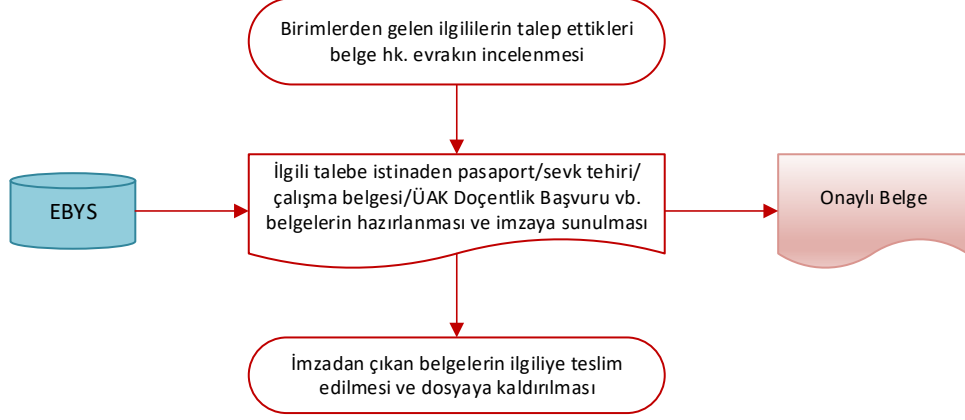 Birimlerden gelen ilgililerin talep ettikleri
belge hk. evrakın incelenmesi
EBYS
İlgili talebe istinaden pasaport/sevk tehiri/
çalışma belgesi/ÜAK Doçentlik Başvuru vb.
belgelerin hazırlanması ve imzaya sunulması
Onaylı Belge
İmzadan çıkan belgelerin ilgiliye teslim
edilmesi ve dosyaya kaldırılması